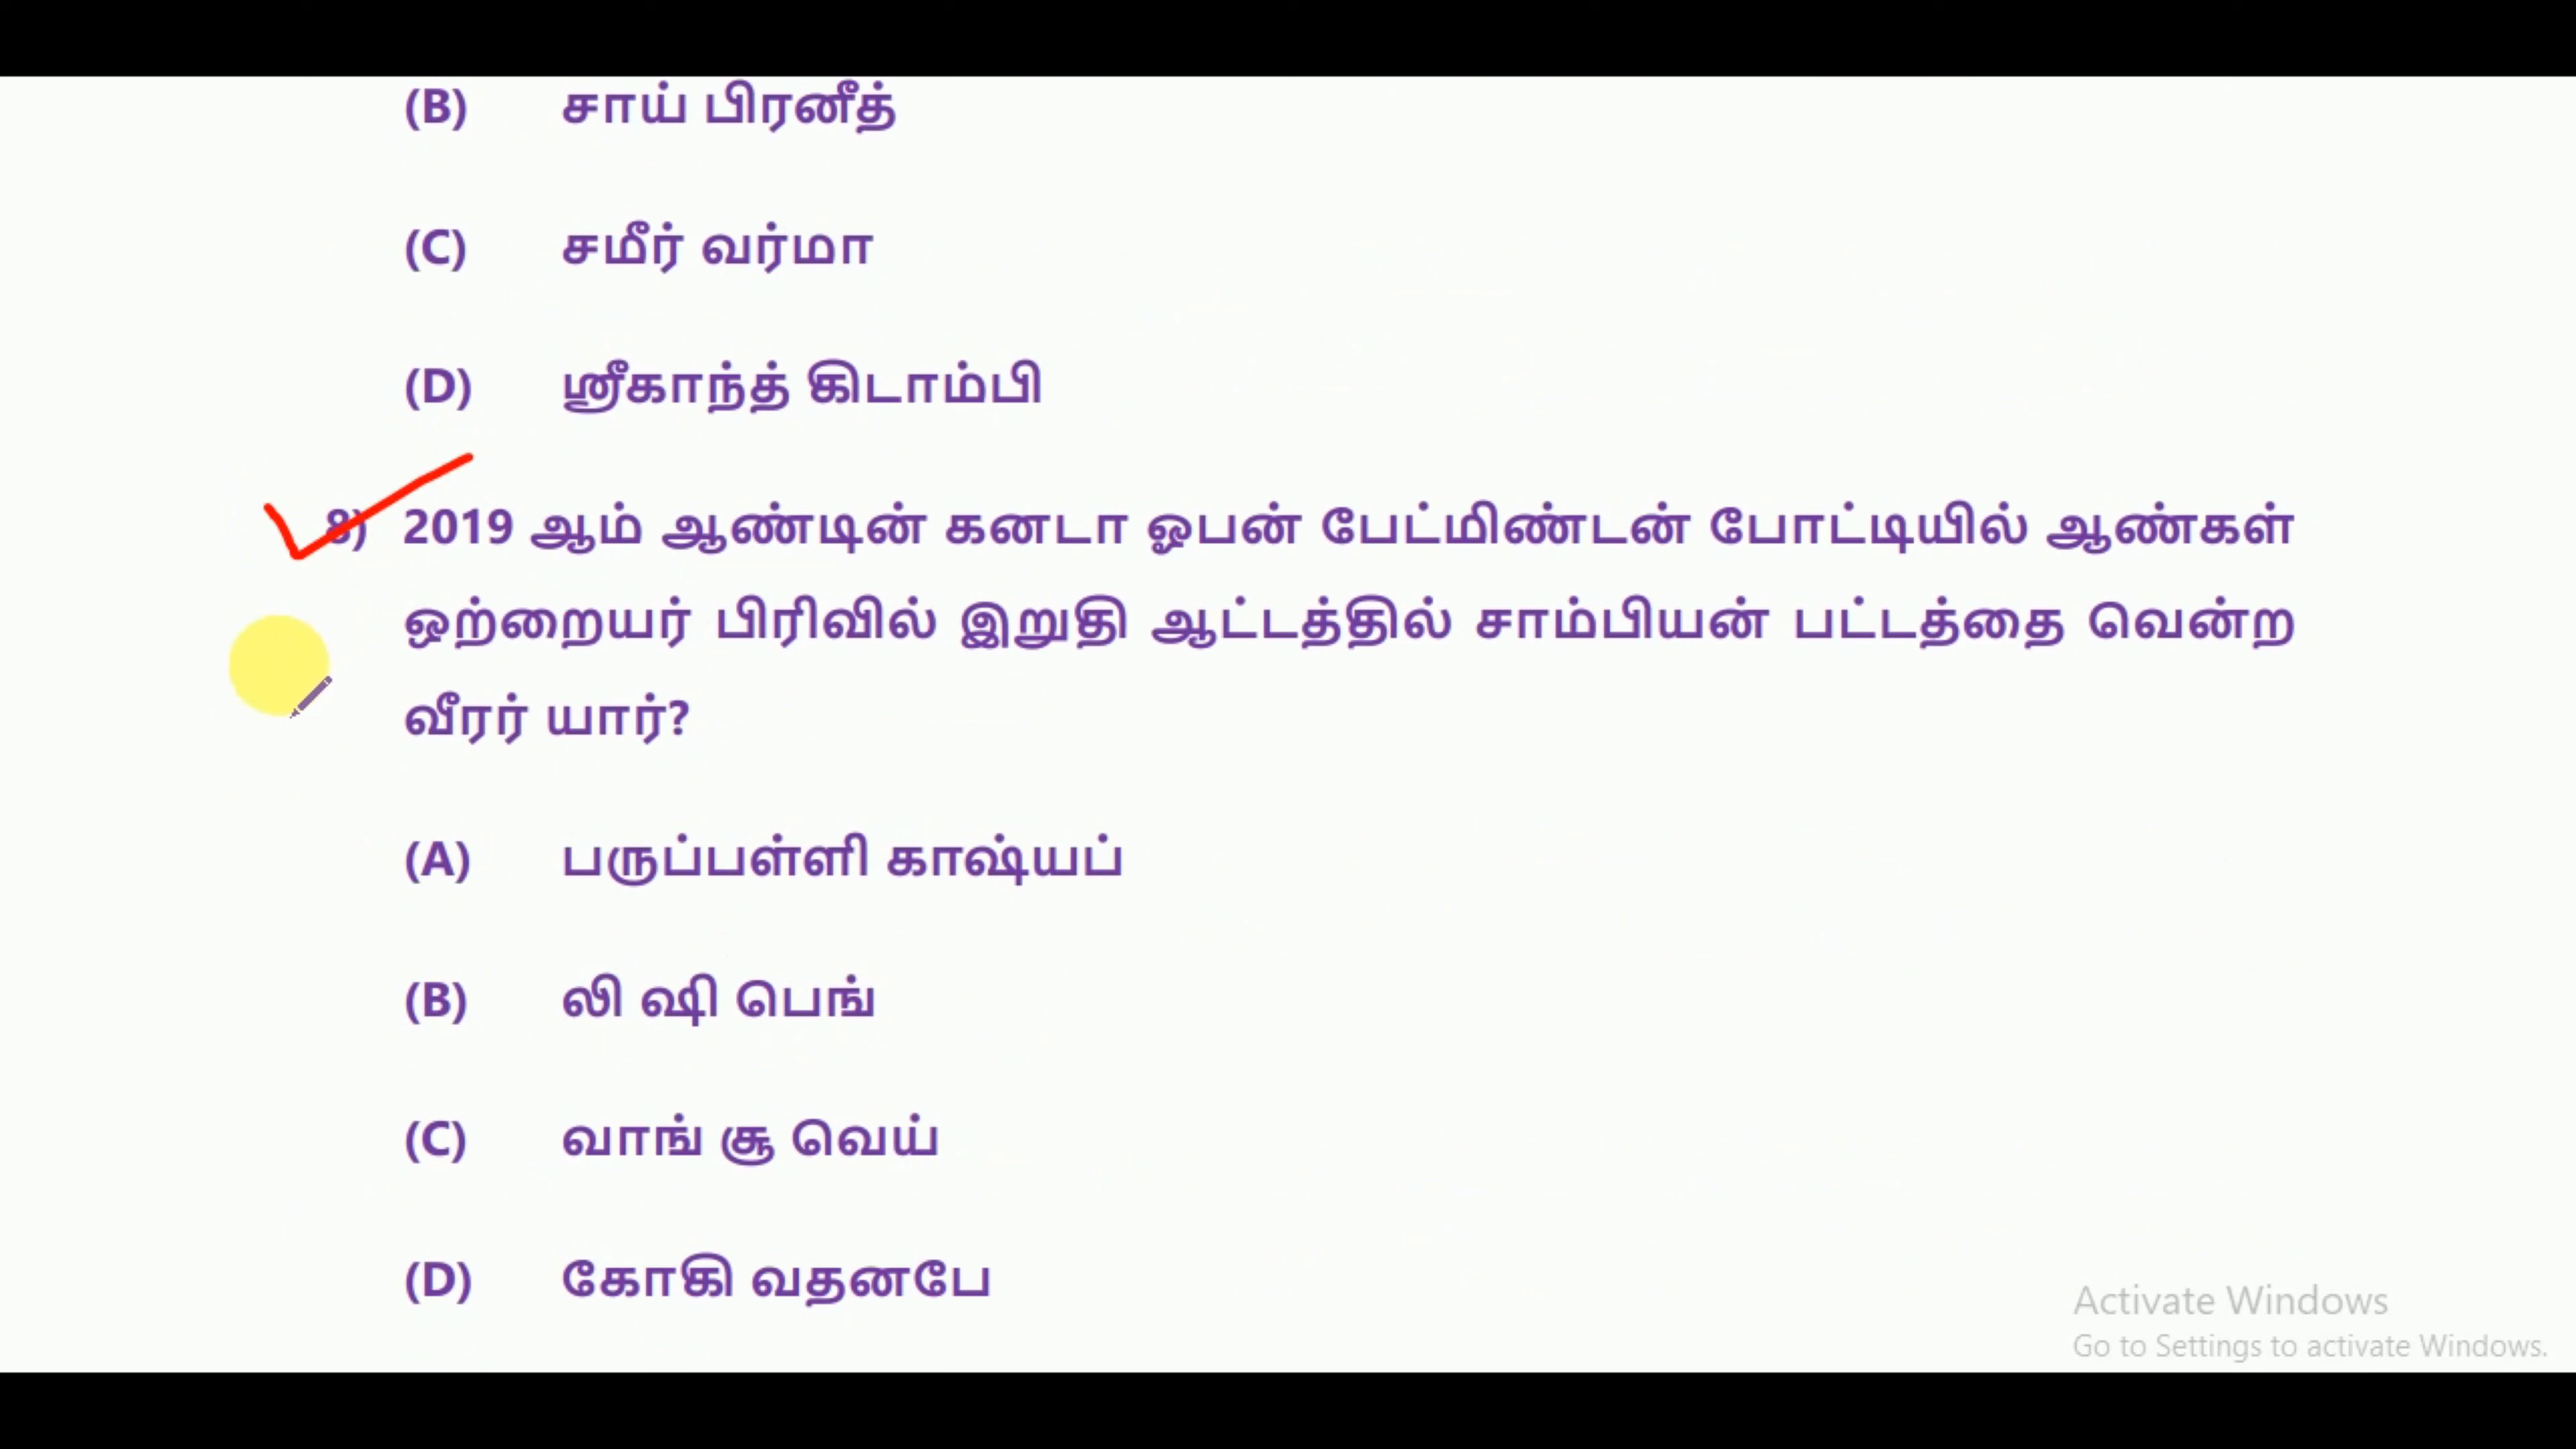 (B) சாய் பிரனீத்
(C) சமீர் வர்மா
(D) ஸ்ரீகாந்த் கிடாம்பி
8) 2019 ஆம் ஆண்டின் கனடா ஓபன் பேட்மிண்டன் போட்டியில் ஆண்கள்
ஒற்றையர் பிரிவில் இறுதி ஆட்டத்தில் சாம்பியன் பட்டத்தை வென்ற
வீரர் யார்?
(A) பருப்பள்ளி காஷ்யப்
(B) லி ஷி பெங்
(C) வாங் சூ வெய்
(D) கோகி வதனபே
Activate Windows
Go to Settings to activate Windows.